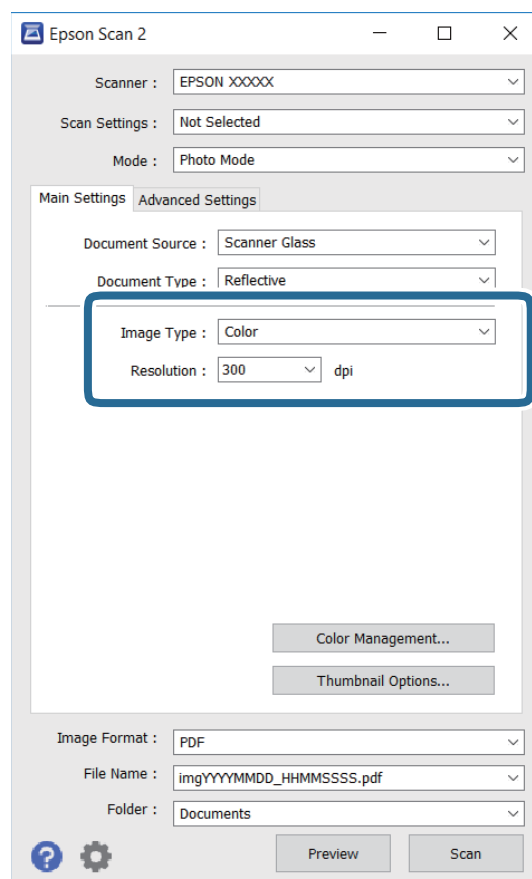 Epson Scan 2
Scanner : EPSON XXXXX
Scan Settings : Not Selected
Mode : Photo Mode
Main Settings Advanced Settings
Document Source : Scanner Glass
Document Type : Reflective
Image Type : Color
Resolution : 300 dpi
Color Management...
Thumbnail Options...
Image Format : PDF
File Name : imgYYYYMMDD_HHMMSSSS.pdf
Folder : Documents
? Preview Scan